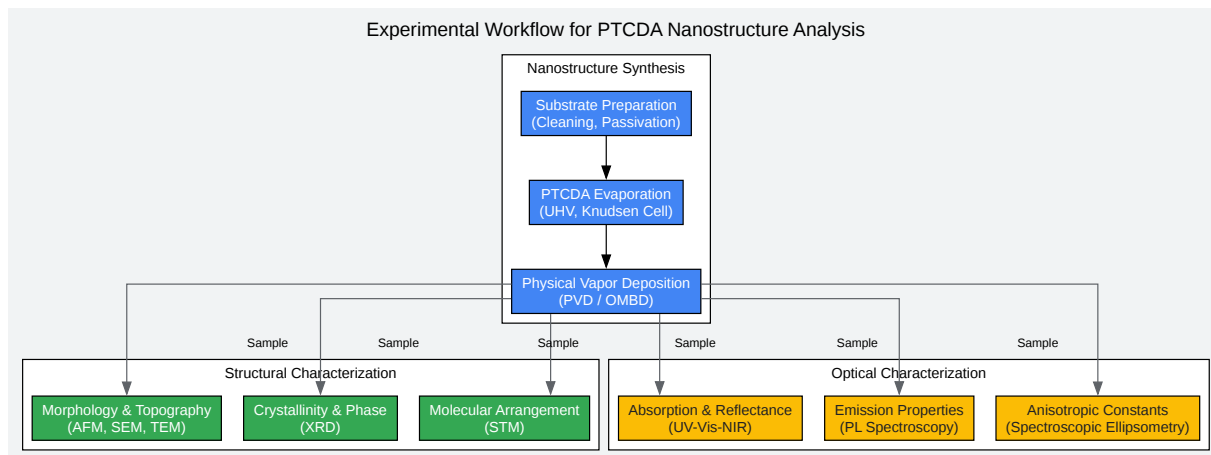 Experimental Workflow for PTCDA Nanostructure Analysis
Nanostructure Synthesis
Substrate Preparation
(Cleaning, Passivation)
PTCDA Evaporation
(UHV, Knudsen Cell)
Physical Vapor Deposition
(PVD / OMBD)
Sample
Sample
Sample
Sample
Sample
Sample
Structural Characterization
Morphology & Topography
(AFM, SEM, TEM)
Crystallinity & Phase
(XRD)
Molecular Arrangement
(STM)
Optical Characterization
Absorption & Reflectance
(UV-Vis-NIR)
Emission Properties
(PL Spectroscopy)
Anisotropic Constants
(Spectroscopic Ellipsometry)